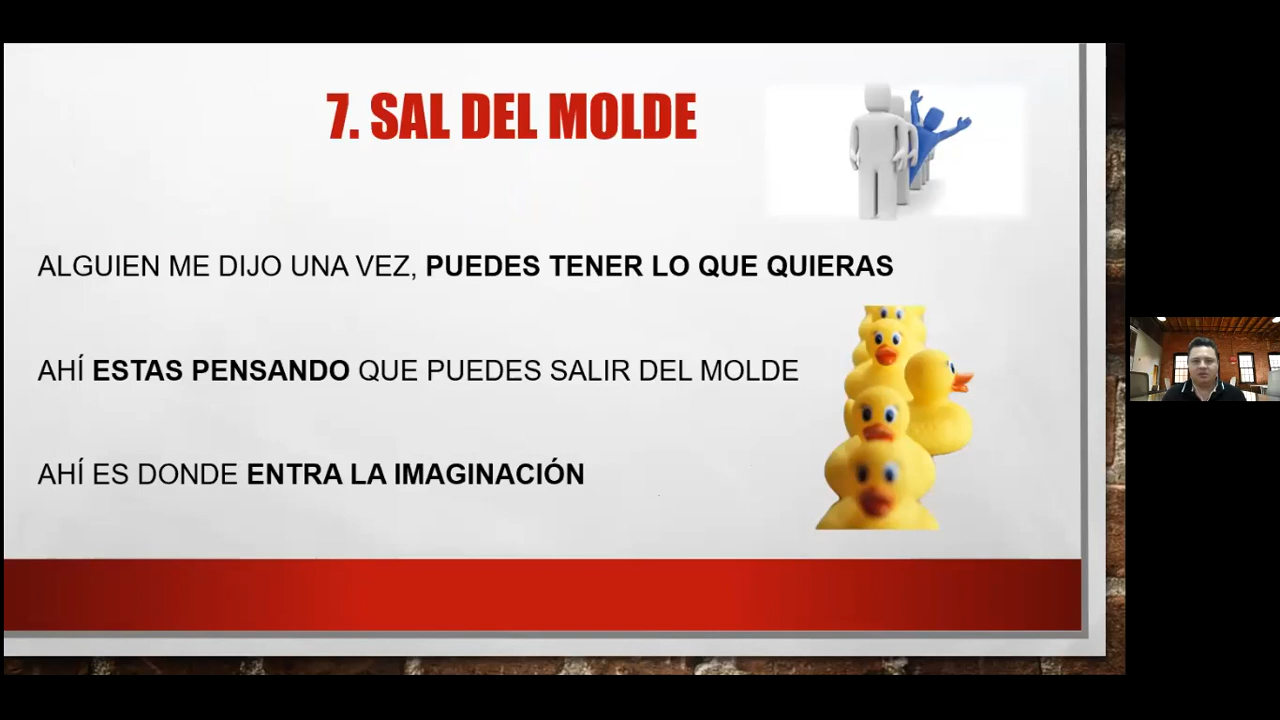 7. SAL DEL MOLDE
ALGUIEN ME DIJO UNA VEZ, PUEDES TENER LO QUE QUIERAS
AHÍ ESTAS PENSANDO QUE PUEDES SALIR DEL MOLDE
AHÍ ES DONDE ENTRA LA IMAGINACIÓN